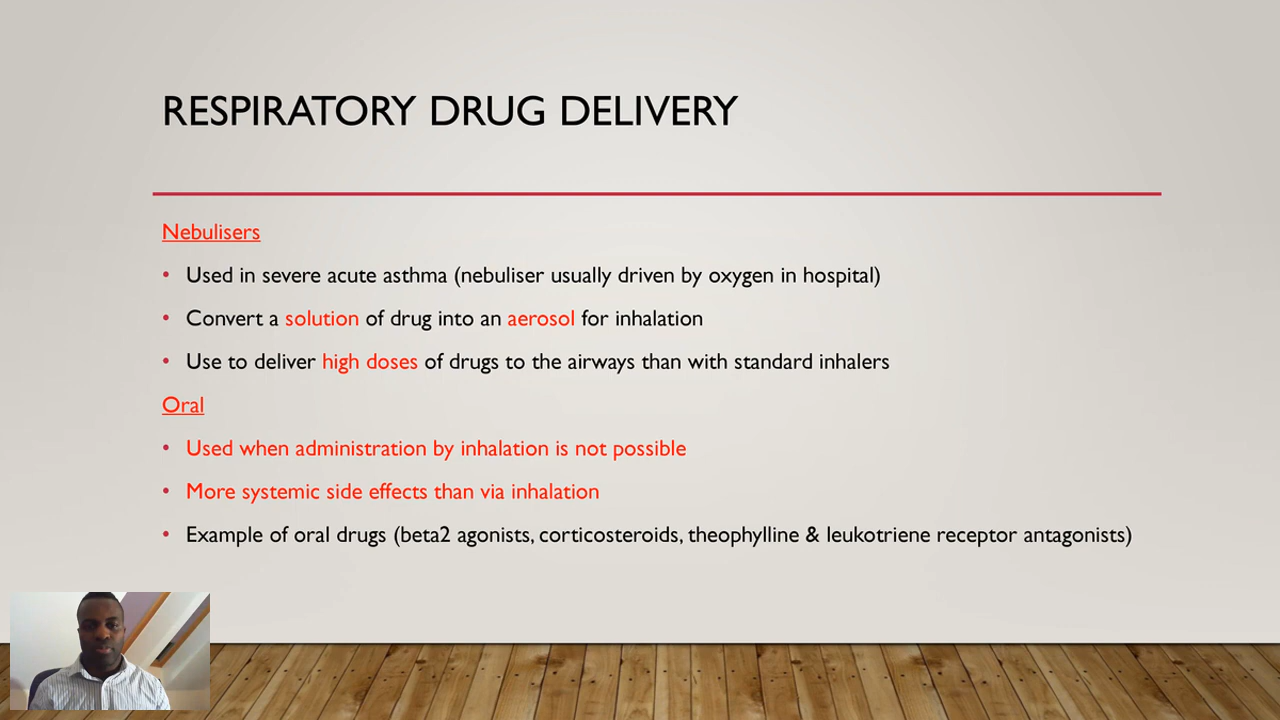 RESPIRATORY DRUG DELIVERY
Nebulisers
• Used in severe acute asthma (nebuliser usually driven by oxygen in hospital)
• Convert a solution of drug into an aerosol for inhalation
• Use to deliver high doses of drugs to the airways than with standard inhalers
Oral
• Used when administration by inhalation is not possible
• More systemic side effects than via inhalation
• Example of oral drugs (beta2 agonists, corticosteroids, theophylline & leukotriene receptor antagonists)